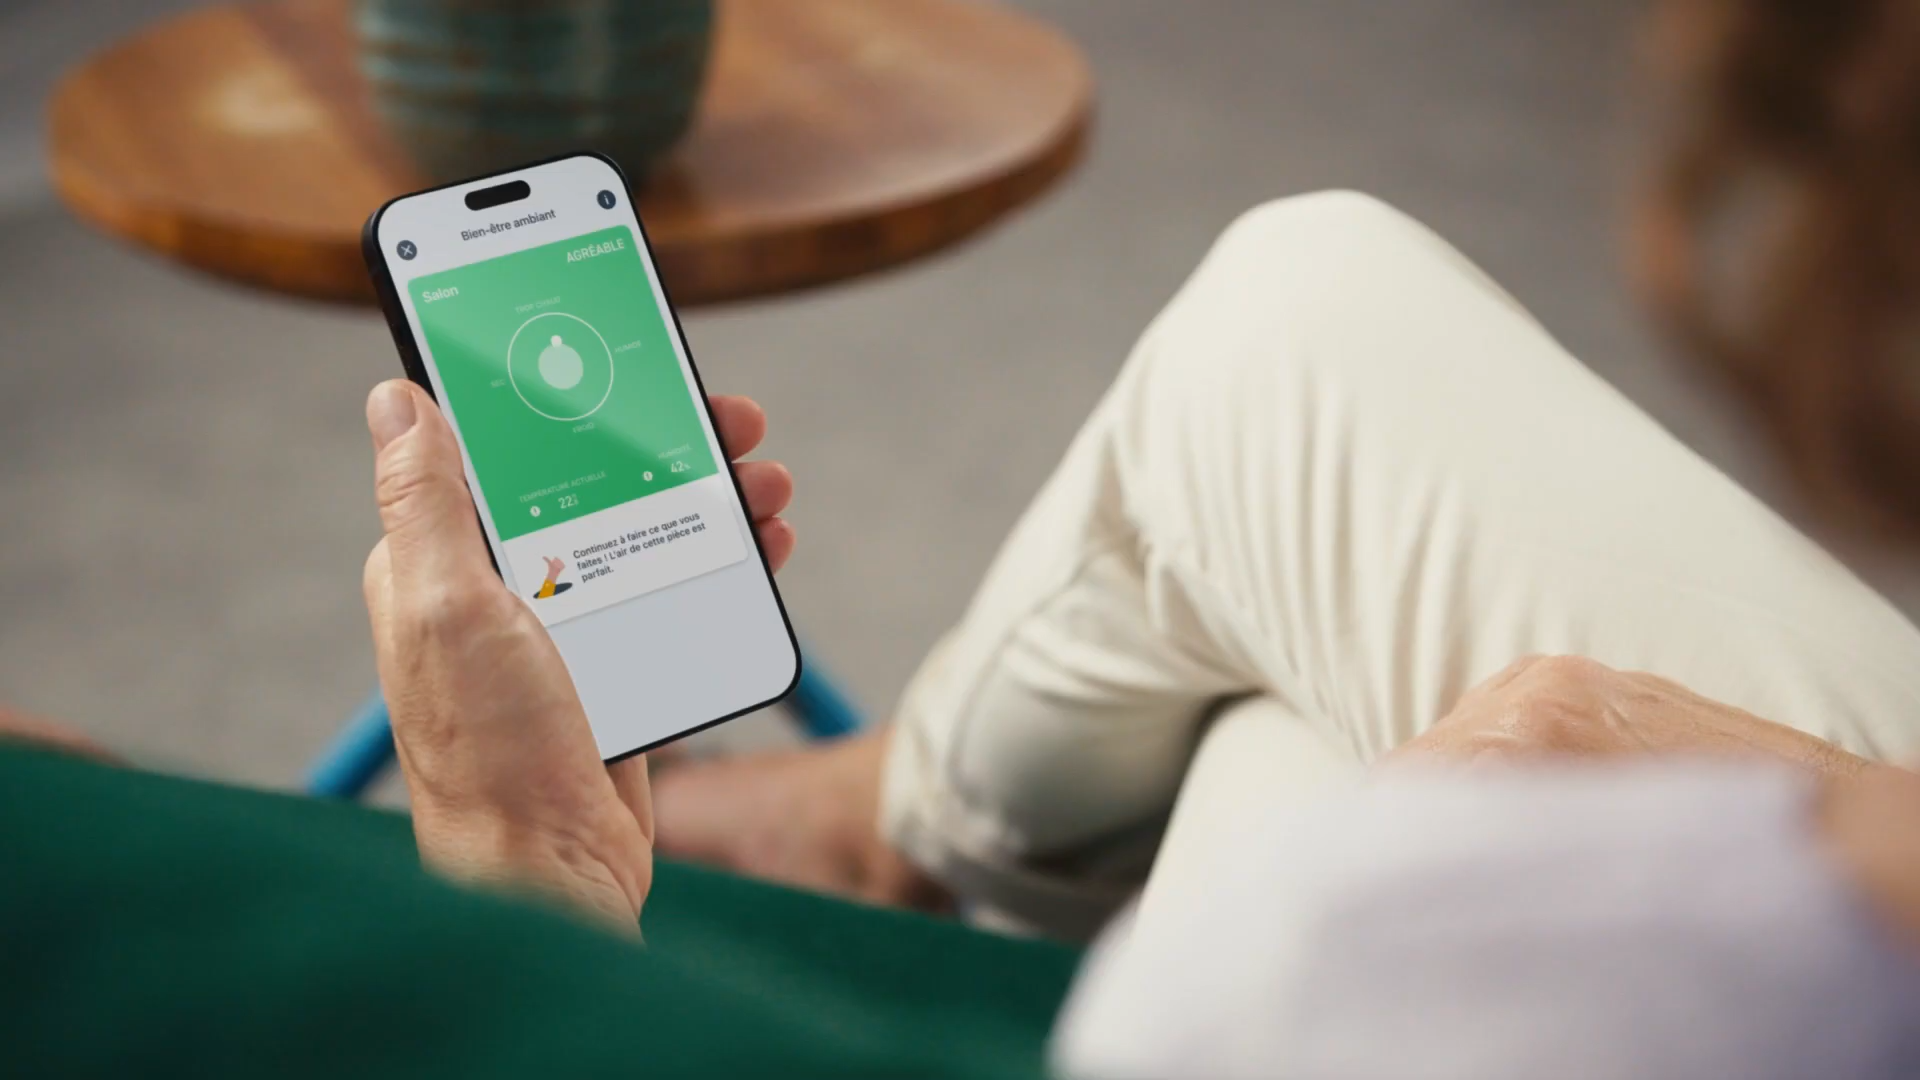 Bien-être ambiant
AGRÉABLE
Salon
TROP CHAUD
HUMIDE
SEC
FROID
HUMIDITÉ
42%
TEMPÉRATURE ACTUELLE
22°
Continuez à faire ce que vous
faites ! L'air de cette pièce est
parfait.